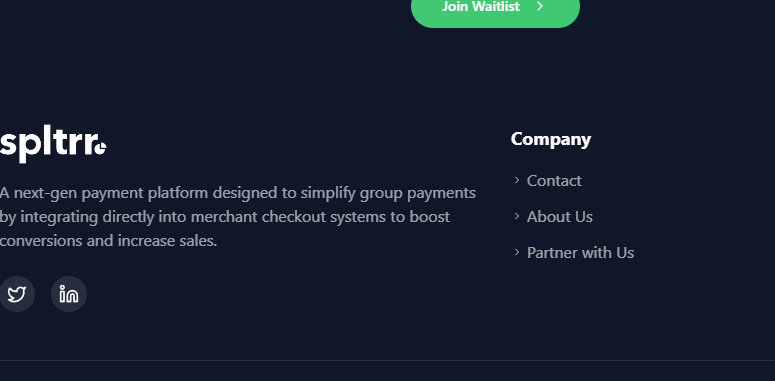 Join Waitlist
spltrr
Company
A next-gen payment platform designed to simplify group payments
by integrating directly into merchant checkout systems to boost
conversions and increase sales.
Contact
About Us
Partner with Us